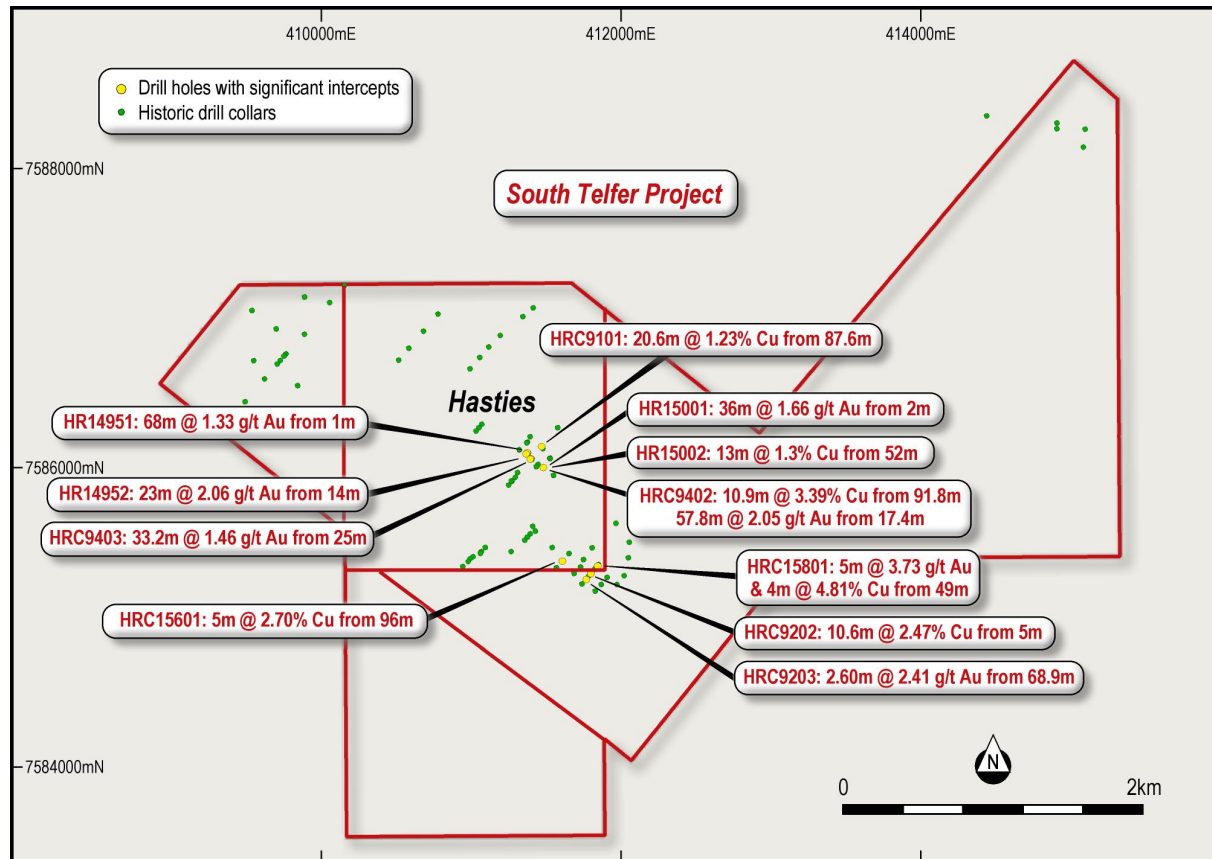 410000mE
412000mE
414000mE
Drill holes with significant intercepts
Historic drill collars
7588000mN
South Telfer Project
HRC9101: 20.6m @ 1.23% Cu from 87.6m
Hasties
HR14951: 68m @ 1.33 g/t Au from 1m
HR15001: 36m @ 1.66 g/t Au from 2m
HR15002: 13m @ 1.3% Cu from 52m
7586000mN
HR14952: 23m @ 2.06 g/t Au from 14m
HRC9402: 10.9m @ 3.39% Cu from 91.8m
57.8m @ 2.05 g/t Au from 17.4m
HRC9403: 33.2m @ 1.46 g/t Au from 25m
HRC15801: 5m @ 3.73 g/t Au
& 4m @ 4.81% Cu from 49m
HRC15601: 5m @ 2.70% Cu from 96m
HRC9202: 10.6m @ 2.47% Cu from 5m
HRC9203: 2.60m @ 2.41 g/t Au from 68.9m
7584000mN
N
0
2km